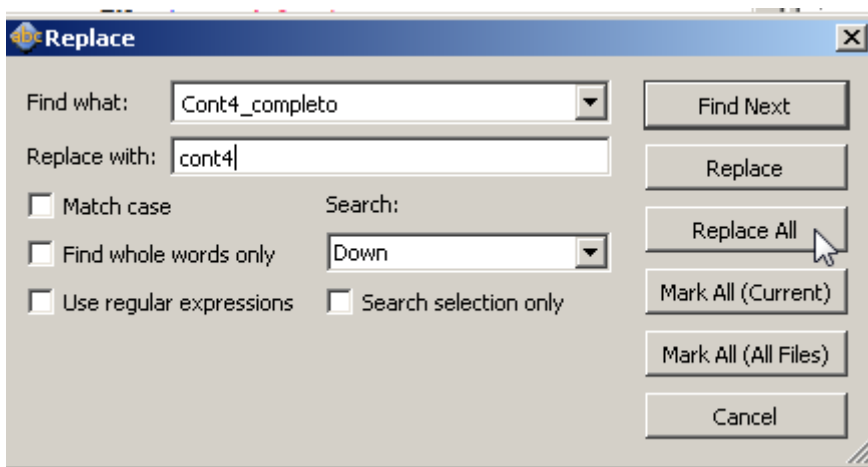 Replace
Find what: Cont4_completo Find Next
Replace with: cont4 Replace
Match case Search:
Replace All
Find whole words only Down
Use regular expressions Search selection only Mark All (Current)
Mark All (All Files)
Cancel